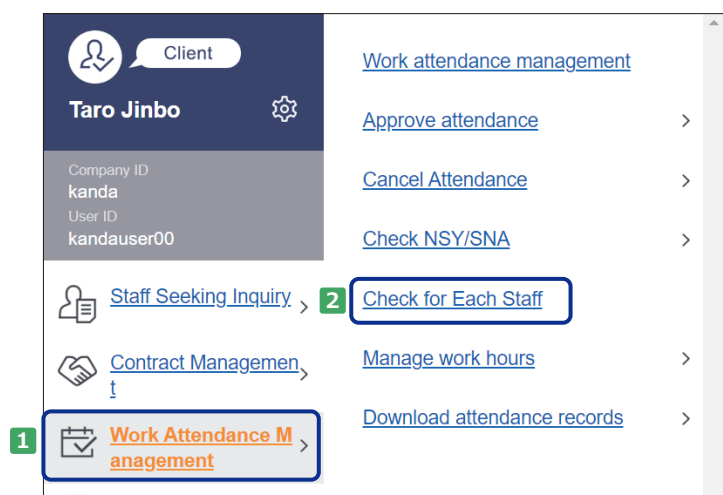 Client
Taro Jinbo
Company ID
kanda
User ID
kandauser00
Staff Seeking Inquiry
Contract Managemen
t
1
Work Attendance M
anagement
Work attendance management
Approve attendance
Cancel Attendance
Check NSY/SNA
2
Check for Each Staff
Manage work hours
Download attendance records